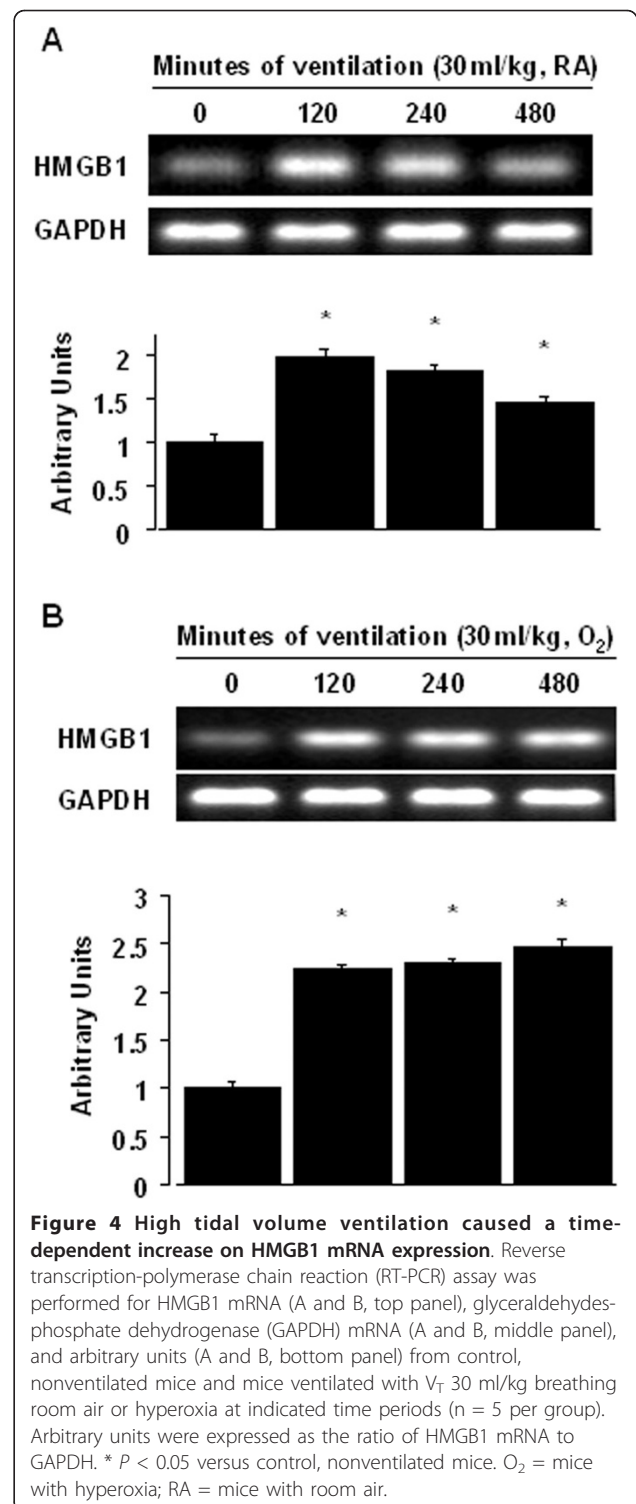 A
Minutes of ventilation (30ml/kg, RA)
0 120 240 480
HMGB1
GAPDH
* * *
Arbitrary Units
2
1.5
1
0.5
0
B
Minutes of ventilation (30ml/kg, O₂)
0 120 240 480
HMGB1
GAPDH
* * *
Arbitrary Units
3
2.5
2
1.5
1
0.5
0
Figure 4 High tidal volume ventilation caused a time-
dependent increase on HMGB1 mRNA expression. Reverse
transcription-polymerase chain reaction (RT-PCR) assay was
performed for HMGB1 mRNA (A and B, top panel), glyceraldehydes-
phosphate dehydrogenase (GAPDH) mRNA (A and B, middle panel),
and arbitrary units (A and B, bottom panel) from control,
nonventilated mice and mice ventilated with V_T 30 ml/kg breathing
room air or hyperoxia at indicated time periods (n = 5 per group).
Arbitrary units were expressed as the ratio of HMGB1 mRNA to
GAPDH. * P < 0.05 versus control, nonventilated mice. O₂ = mice
with hyperoxia; RA = mice with room air.